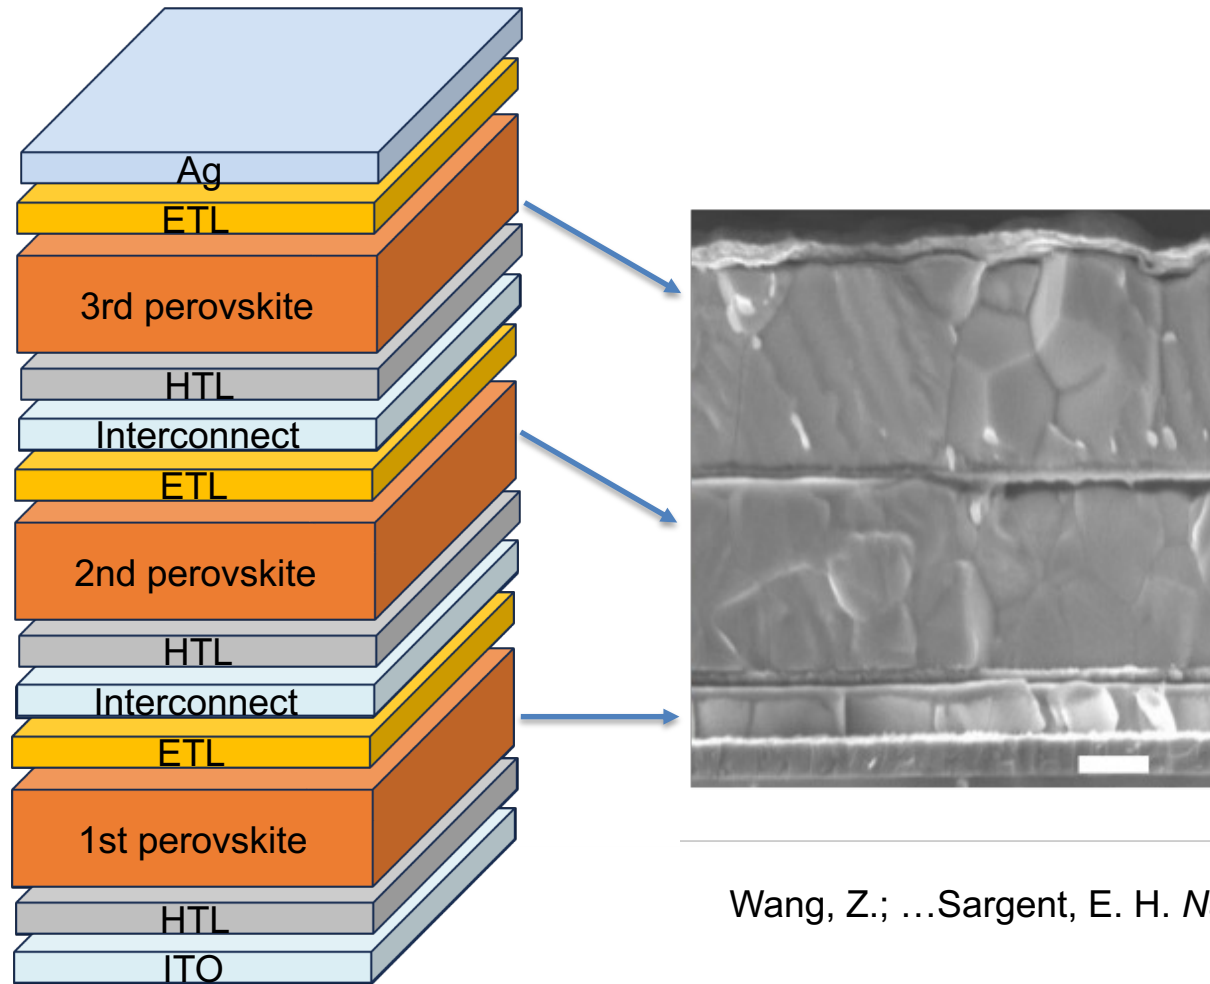 Ag
ETL
3rd perovskite
HTL
Interconnect
ETL
2nd perovskite
HTL
Interconnect
ETL
1st perovskite
HTL
ITO
Wang, Z.; …Sargent, E. H.